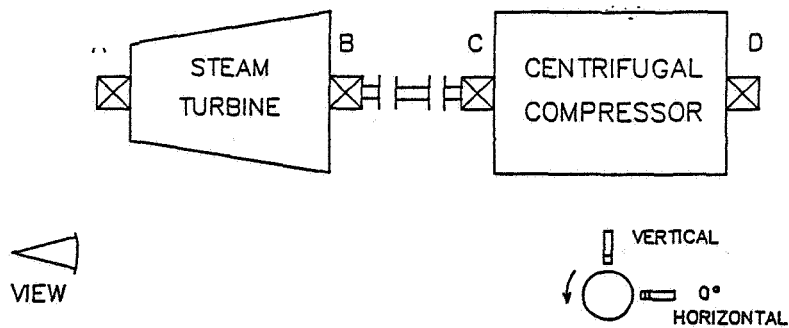 B
C
D
STEAM
TURBINE
CENTRIFUGAL
COMPRESSOR
VIEW
VERTICAL
0°
HORIZONTAL